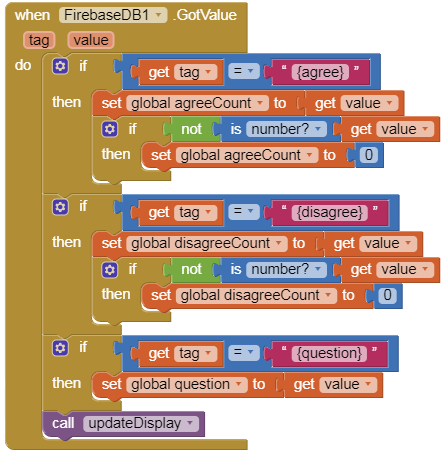 when FirebaseDB1 .GotValue
tag value
do if get tag = " {agree} "
then set global agreeCount to get value
if not is number? get value
then set global agreeCount to 0
if get tag = " {disagree} "
then set global disagreeCount to get value
if not is number? get value
then set global disagreeCount to 0
if get tag = " {question} "
then set global question to get value
call updateDisplay